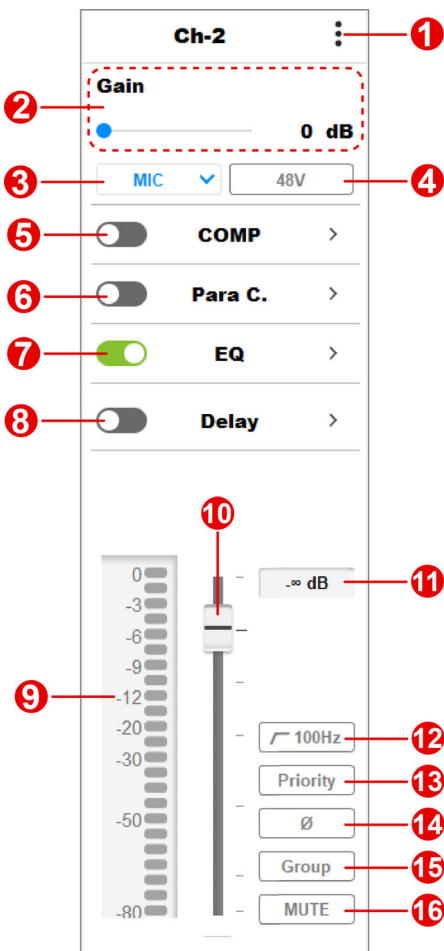 Ch-2
1
Gain
2
0 dB
3
MIC
48V
4
5
COMP
6
Para C.
7
EQ
8
Delay
10
0
-∞ dB
11
-3
-6
-9
9
-12
-20
100Hz
12
-30
Priority
13
-50
Ø
14
Group
15
-80
MUTE
16